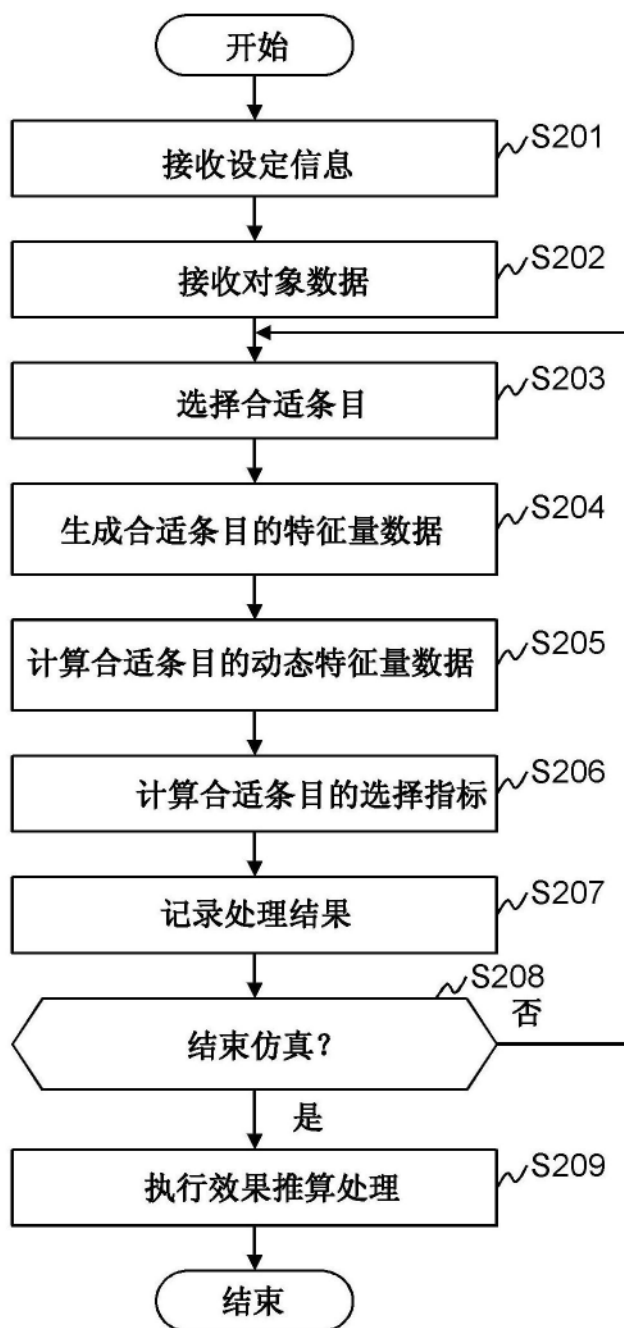 开始
接收设定信息
S201
接收对象数据
S202
选择合适条目
S203
生成合适条目的特征量数据
S204
计算合适条目的动态特征量数据
S205
计算合适条目的选择指标
S206
记录处理结果
S207
S208
结束仿真?
否
是
执行效果推算处理
S209
结束